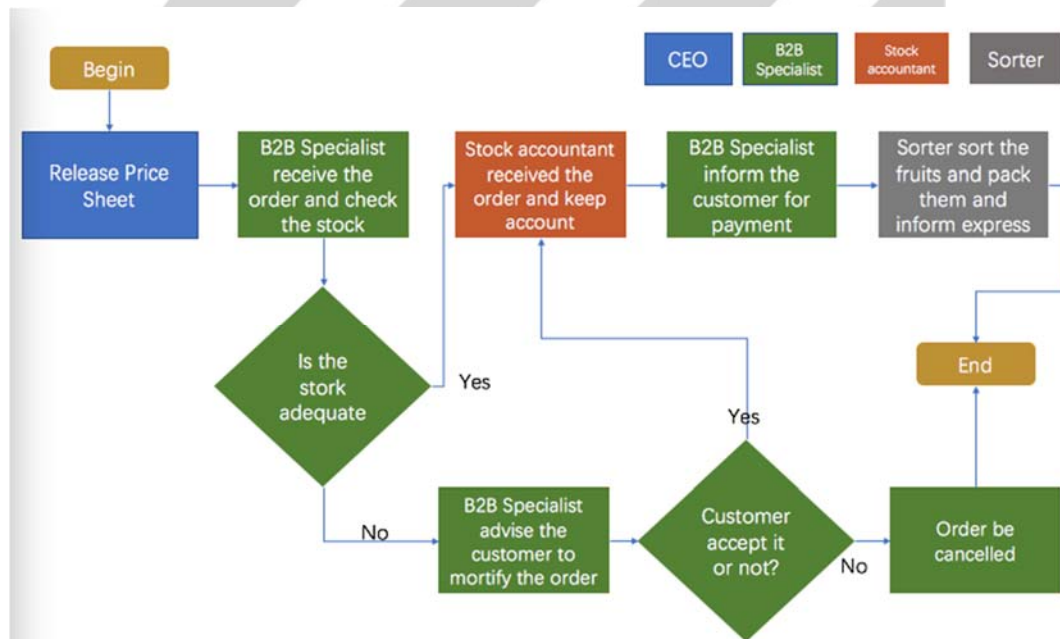 Begin
CEO
B2B
Specialist
Stock
accountant
Sorter
Release Price
Sheet
B2B Specialist
receive the
order and check
the stock
Stock accountant
received the
order and keep
account
B2B Specialist
inform the
customer for
payment
Sorter sort the
fruits and pack
them and
inform express
Is the
stork
adequate
Yes
End
Yes
No
B2B Specialist
advise the
customer to
mortify the order
Customer
accept it
or not?
No
Order be
cancelled